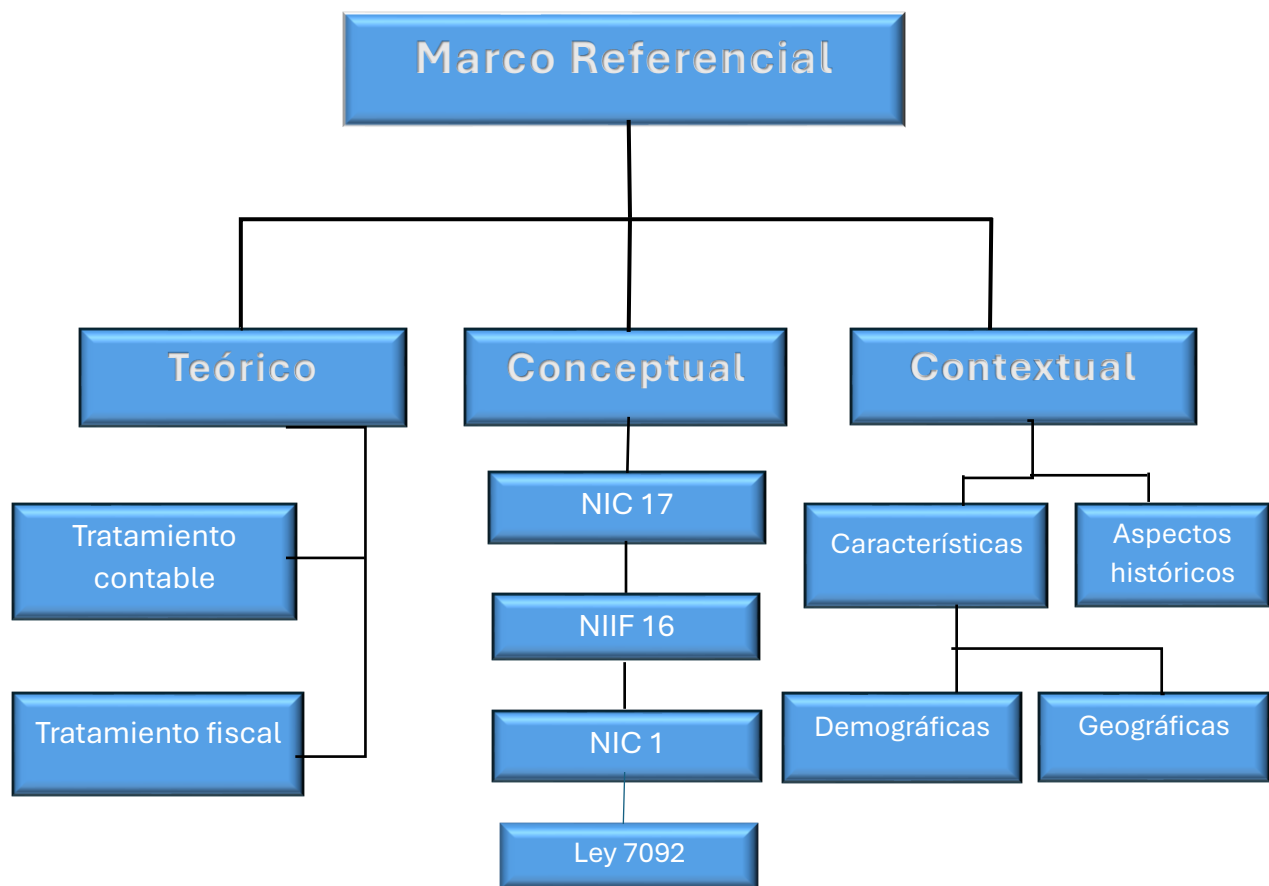 Marco Referencial
Teórico
Conceptual
Contextual
Tratamiento
contable
Tratamiento fiscal
NIC 17
NIIF 16
NIC 1
Ley 7092
Características
Aspectos
históricos
Demográficas
Geográficas